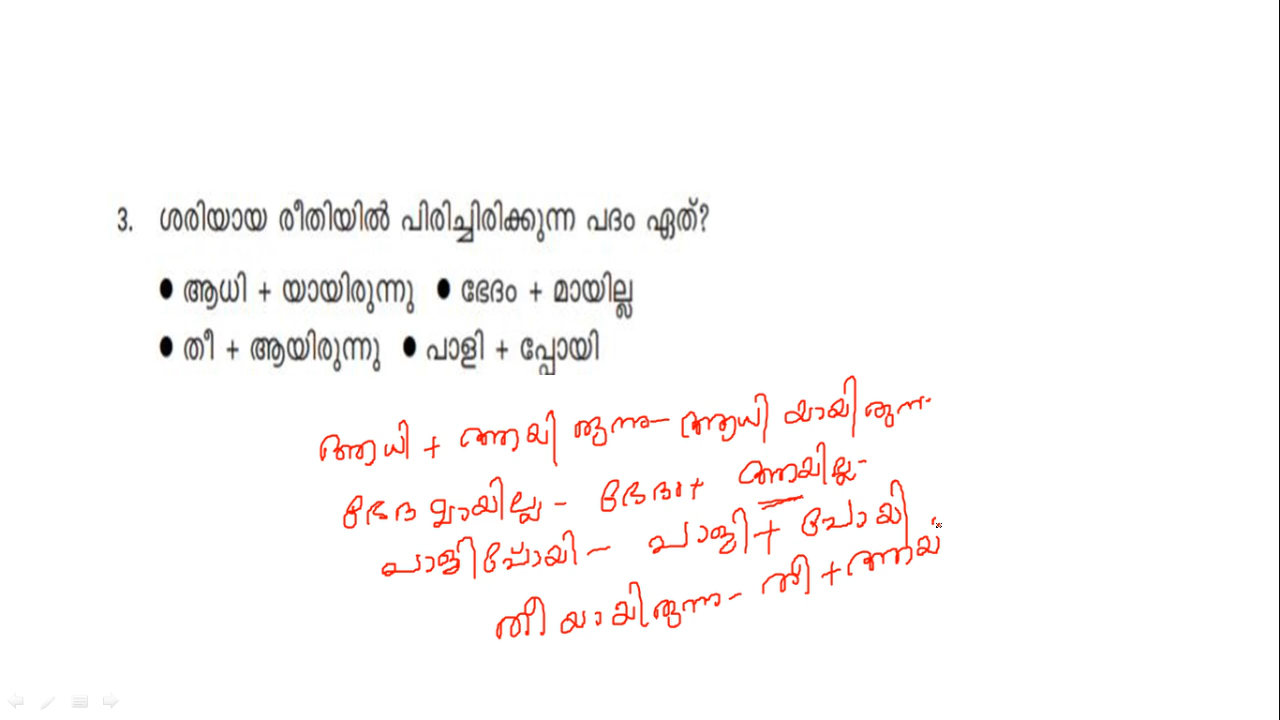 3. ശരിയായ രീതിയിൽ പിരിച്ചിരിക്കുന്ന പദം ഏത്?
● ആധി + യായിരുന്നു ● ഭേദം + മായില്ല
● തീ + ആയിരുന്നു ● പാളി + പ്പോയി
ആധി + ആയിരുന്നു – ആധിയായിരുന്നു
ഭേദമായില്ല – ഭേദം + ആയില്ല –
പാളിപ്പോയി – പാളി + പോയി
തീയായിരുന്നു – തീ + ആയ